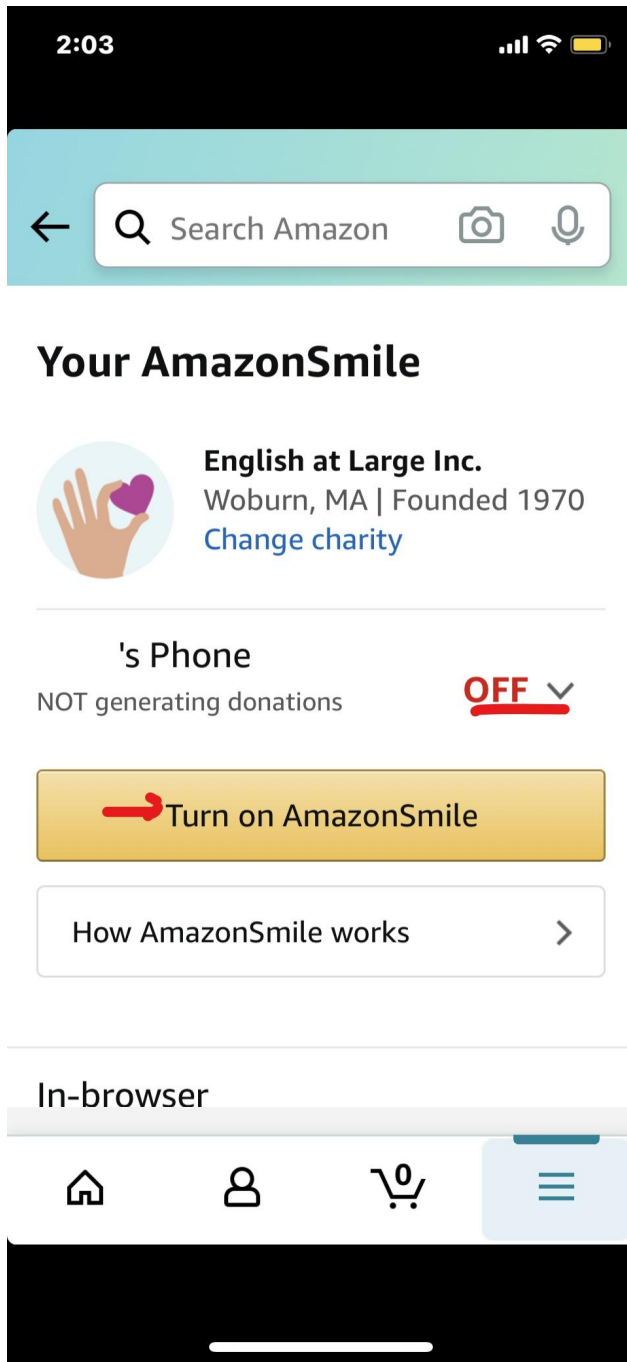 2:03
Search Amazon
Your AmazonSmile
English at Large Inc.
Woburn, MA | Founded 1970
Change charity
's Phone
NOT generating donations
OFF
Turn on AmazonSmile
How AmazonSmile works
In-browser
0